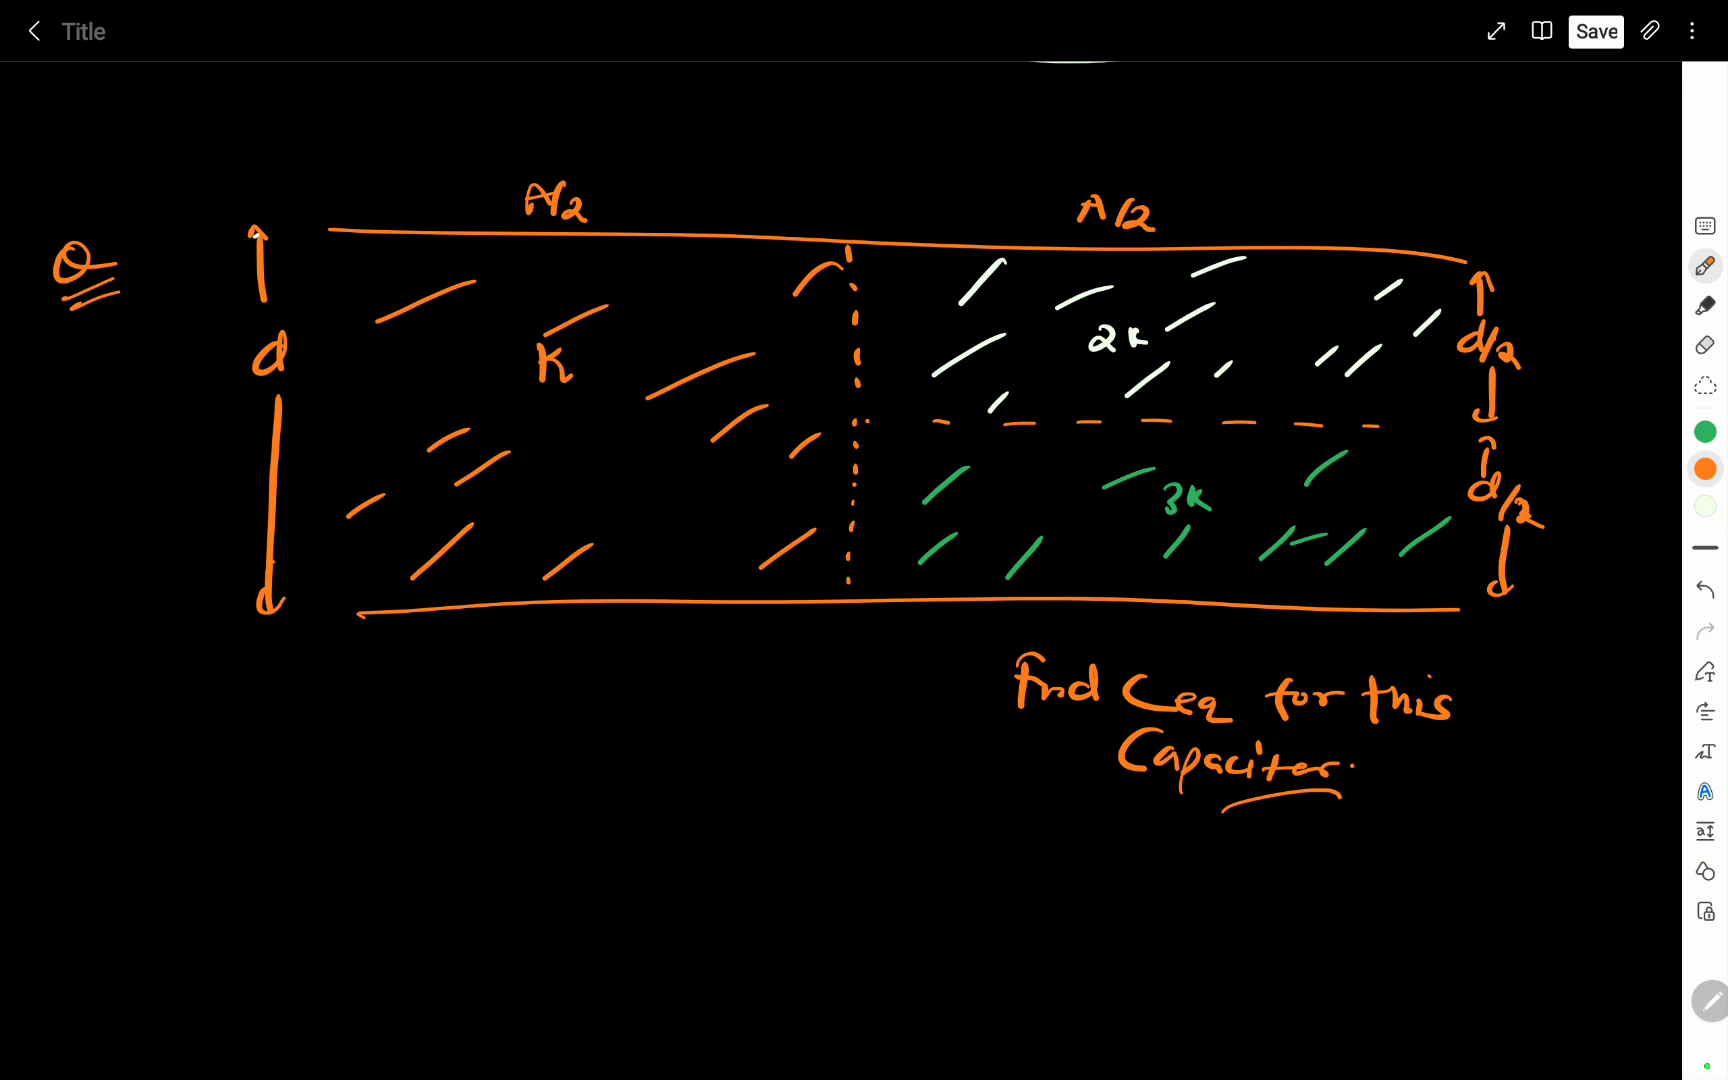 Title
Save
A/2
A/2
Q
d
K
2K
d/2
3K
d/2
Find Ceq for this
Capacitor.